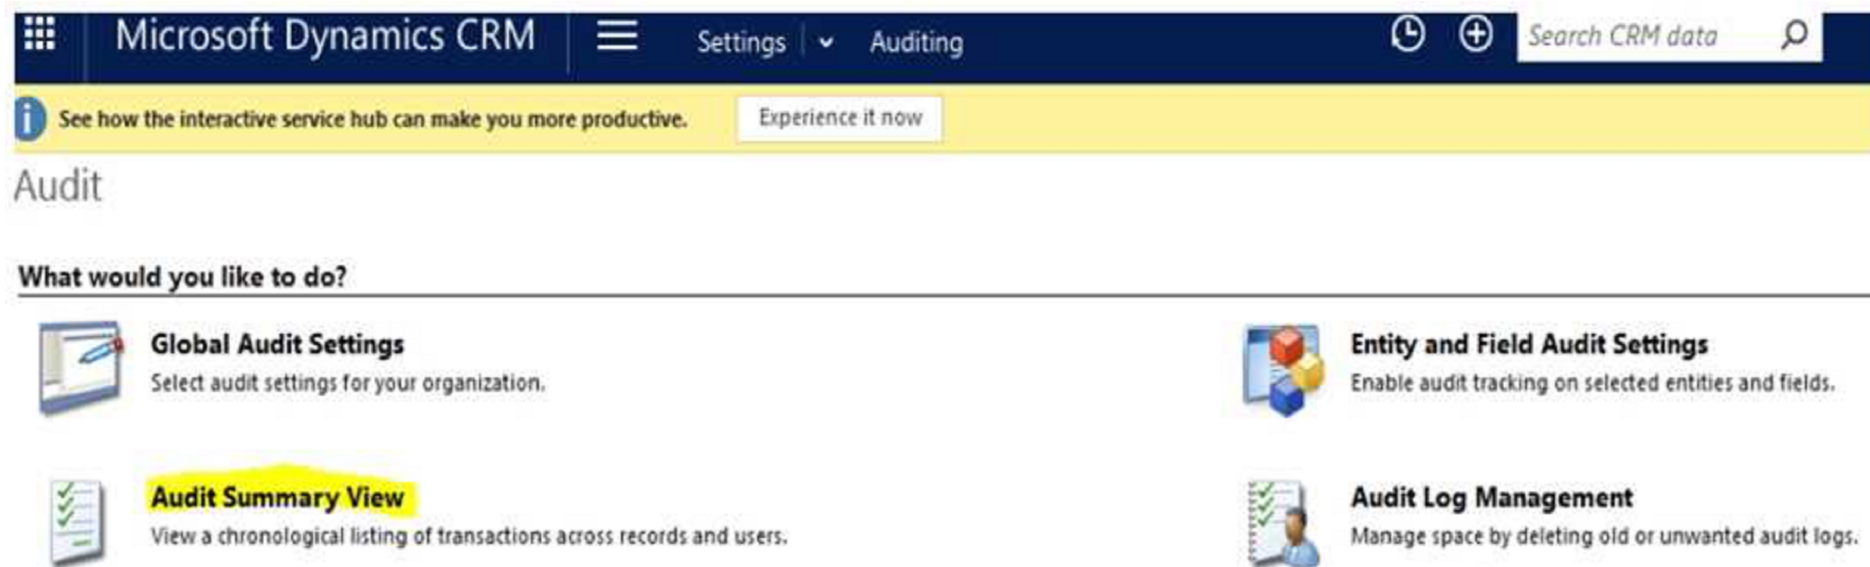 Microsoft Dynamics CRM Settings Auditing Search CRM data
See how the interactive service hub can make you more productive. Experience it now
Audit
What would you like to do?
Global Audit Settings
Select audit settings for your organization.
Entity and Field Audit Settings
Enable audit tracking on selected entities and fields.
Audit Summary View
View a chronological listing of transactions across records and users.
Audit Log Management
Manage space by deleting old or unwanted audit logs.